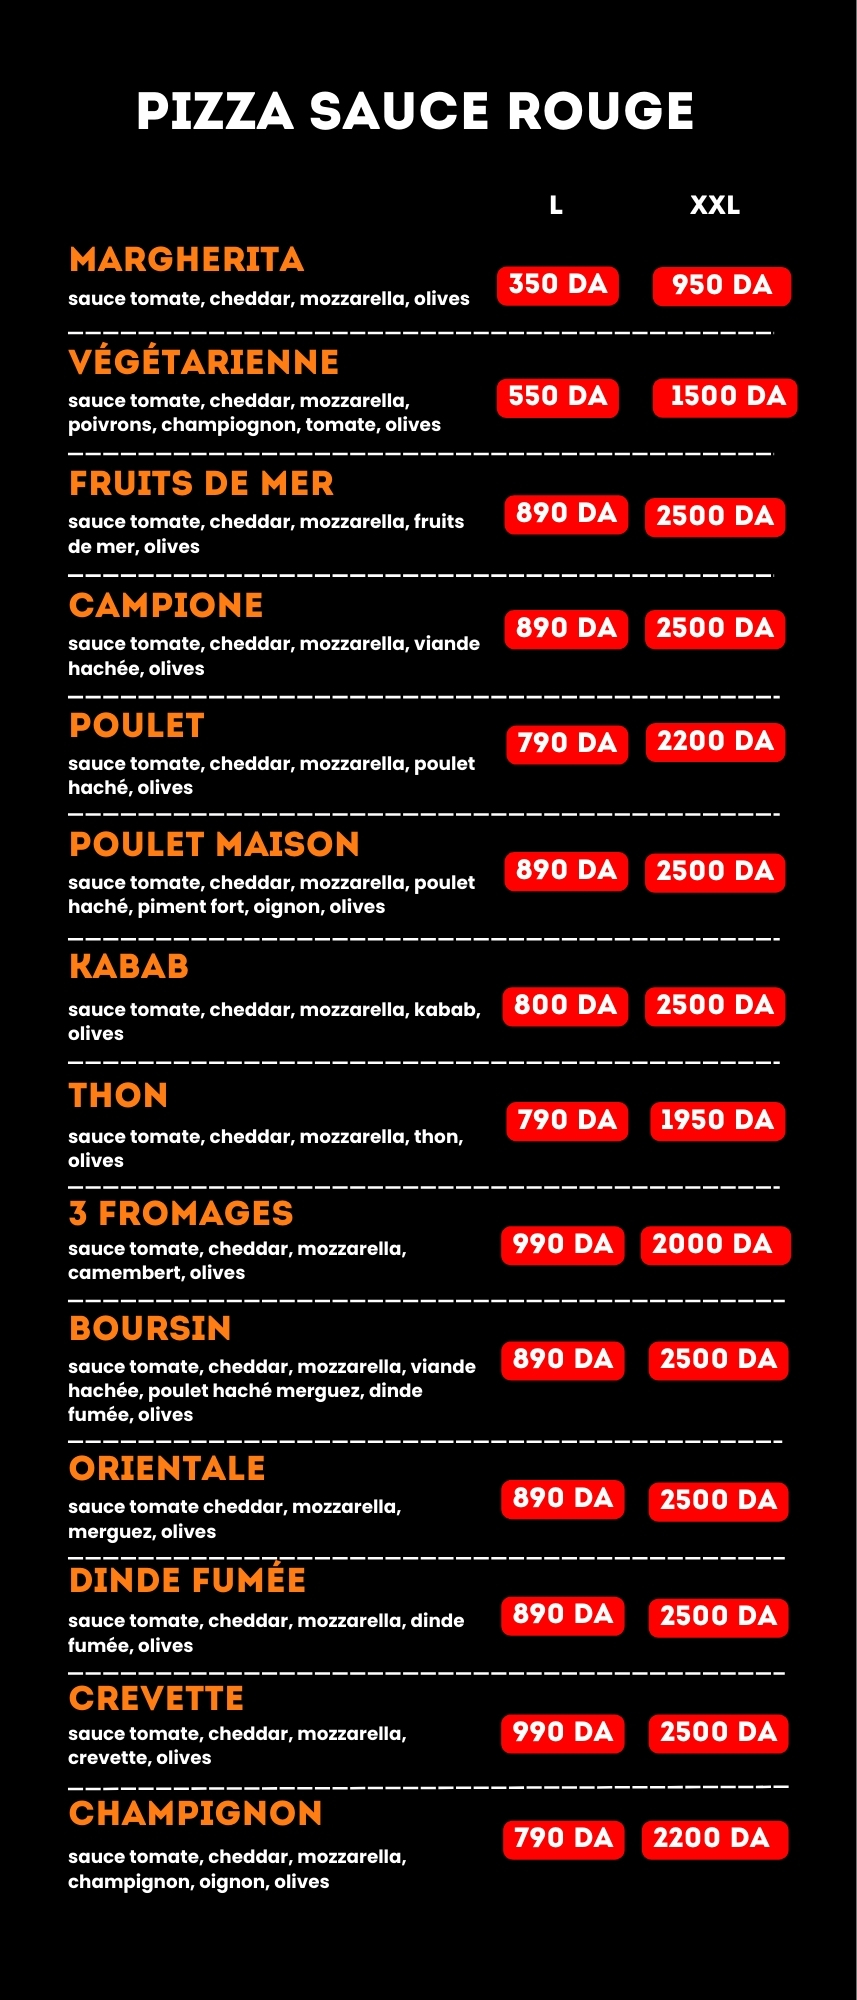 PIZZA SAUCE ROUGE
L XXL
MARGHERITA
350 DA 950 DA
sauce tomate, cheddar, mozzarella, olives
VÉGÉTARIENNE
sauce tomate, cheddar, mozzarella,
550 DA 1500 DA
poivrons, champiognon, tomate, olives
FRUITS DE MER
sauce tomate, cheddar, mozzarella, fruits
890 DA 2500 DA
de mer, olives
CAMPIONE
890 DA 2500 DA
sauce tomate, cheddar, mozzarella, viande
hachée, olives
POULET
790 DA 2200 DA
sauce tomate, cheddar, mozzarella, poulet
haché, olives
POULET MAISON
890 DA 2500 DA
sauce tomate, cheddar, mozzarella, poulet
haché, piment fort, oignon, olives
KABAB
800 DA 2500 DA
sauce tomate, cheddar, mozzarella, kabab,
olives
THON
790 DA 1950 DA
sauce tomate, cheddar, mozzarella, thon,
olives
3 FROMAGES
990 DA 2000 DA
sauce tomate, cheddar, mozzarella,
camembert, olives
BOURSIN
890 DA 2500 DA
sauce tomate, cheddar, mozzarella, viande
hachée, poulet haché merguez, dinde
fumée, olives
ORIENTALE
890 DA 2500 DA
sauce tomate cheddar, mozzarella,
merguez, olives
DINDE FUMÉE
890 DA 2500 DA
sauce tomate, cheddar, mozzarella, dinde
fumée, olives
CREVETTE
990 DA 2500 DA
sauce tomate, cheddar, mozzarella,
crevette, olives
CHAMPIGNON
790 DA 2200 DA
sauce tomate, cheddar, mozzarella,
champignon, oignon, olives